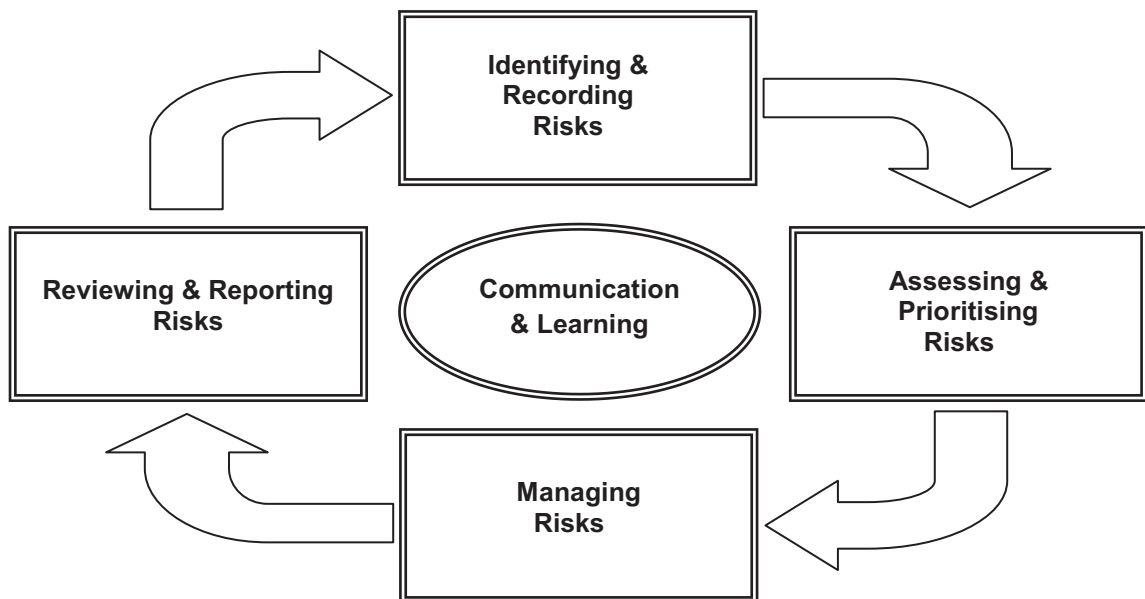 Identifying &
Recording
Risks
Reviewing & Reporting
Risks
Communication
& Learning
Assessing &
Prioritising
Risks
Managing
Risks